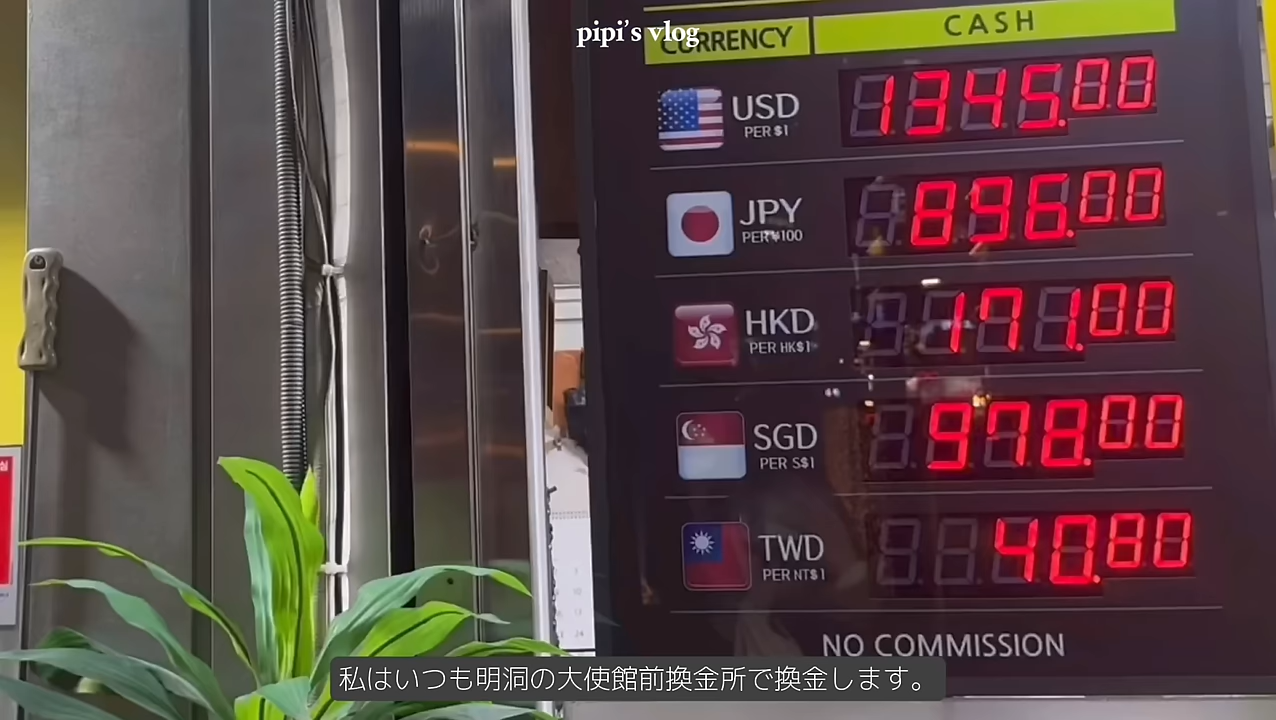 pipi's vlog
CURRENCY CASH
USD 1345.00
PER $1
JPY 896.00
PER ¥100
HKD 171.00
PER HK$1
SGD 978.00
PER S$1
TWD 40.80
PER NT$1
NO COMMISSION
私はいつも明洞の大使館前換金所で換金します。